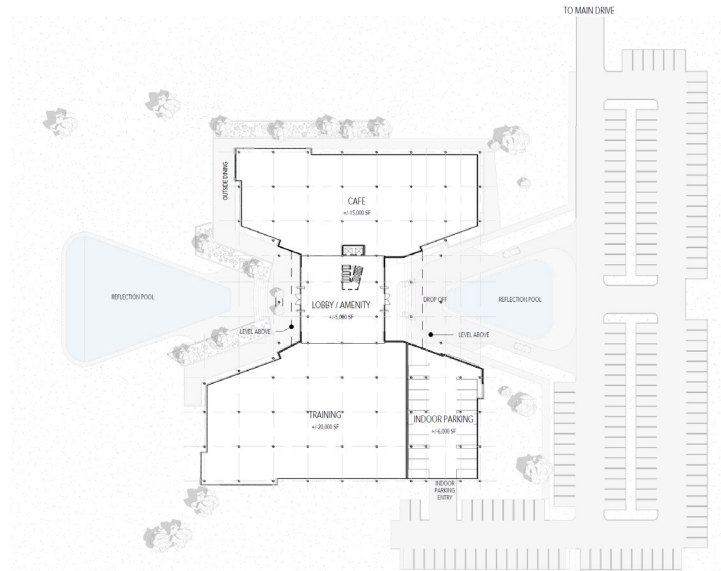 TO MAIN DRIVE
OUTSIDE DINING
CAFE
+/-15,000 SF
REFLECTION POOL
LOBBY / AMENITY
+/-5,000 SF
DROP OFF
REFLECTION POOL
LEVEL ABOVE
LEVEL ABOVE
"TRAINING"
+/-20,000 SF
INDOOR PARKING
+/-6,000 SF
INDOOR
PARKING
ENTRY